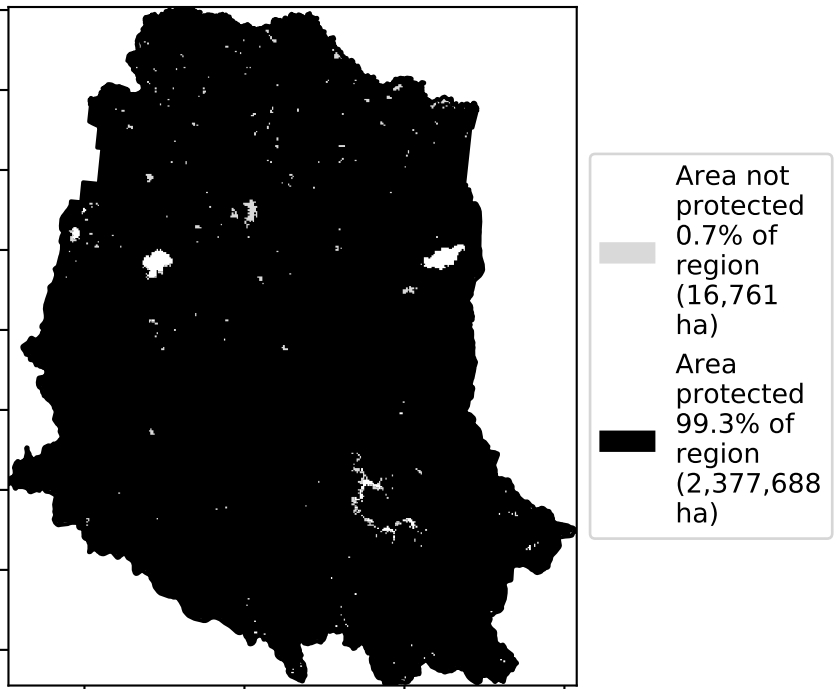 Area not
protected
0.7% of
region
(16,761
ha)
Area
protected
99.3% of
region
(2,377,688
ha)